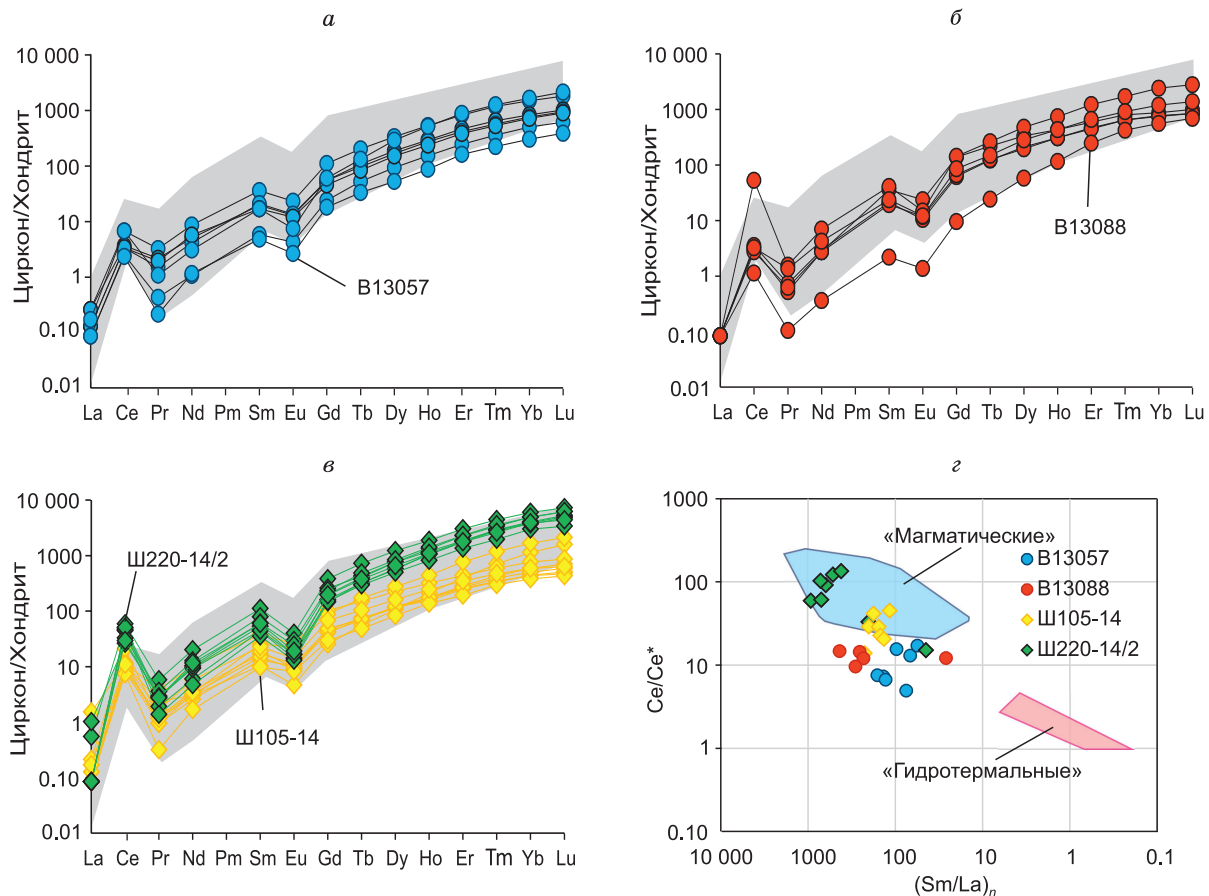 а
Циркон/Хондрит
10 000
1000
100
10
1
0.10
0.01
В13057
La Ce Pr Nd Pm Sm Eu Gd Tb Dy Ho Er Tm Yb Lu
б
Циркон/Хондрит
10 000
1000
100
10
1
0.10
0.01
В13088
La Ce Pr Nd Pm Sm Eu Gd Tb Dy Ho Er Tm Yb Lu
в
Циркон/Хондрит
10 000
1000
100
10
1
0.10
0.01
Ш220-14/2
Ш105-14
La Ce Pr Nd Pm Sm Eu Gd Tb Dy Ho Er Tm Yb Lu
г
Ce/Ce*
1000
100
10
1
0.10
«Магматические»
В13057
В13088
Ш105-14
Ш220-14/2
«Гидротермальные»
10 000 1000 100 10 1 0.1
(Sm/La)n